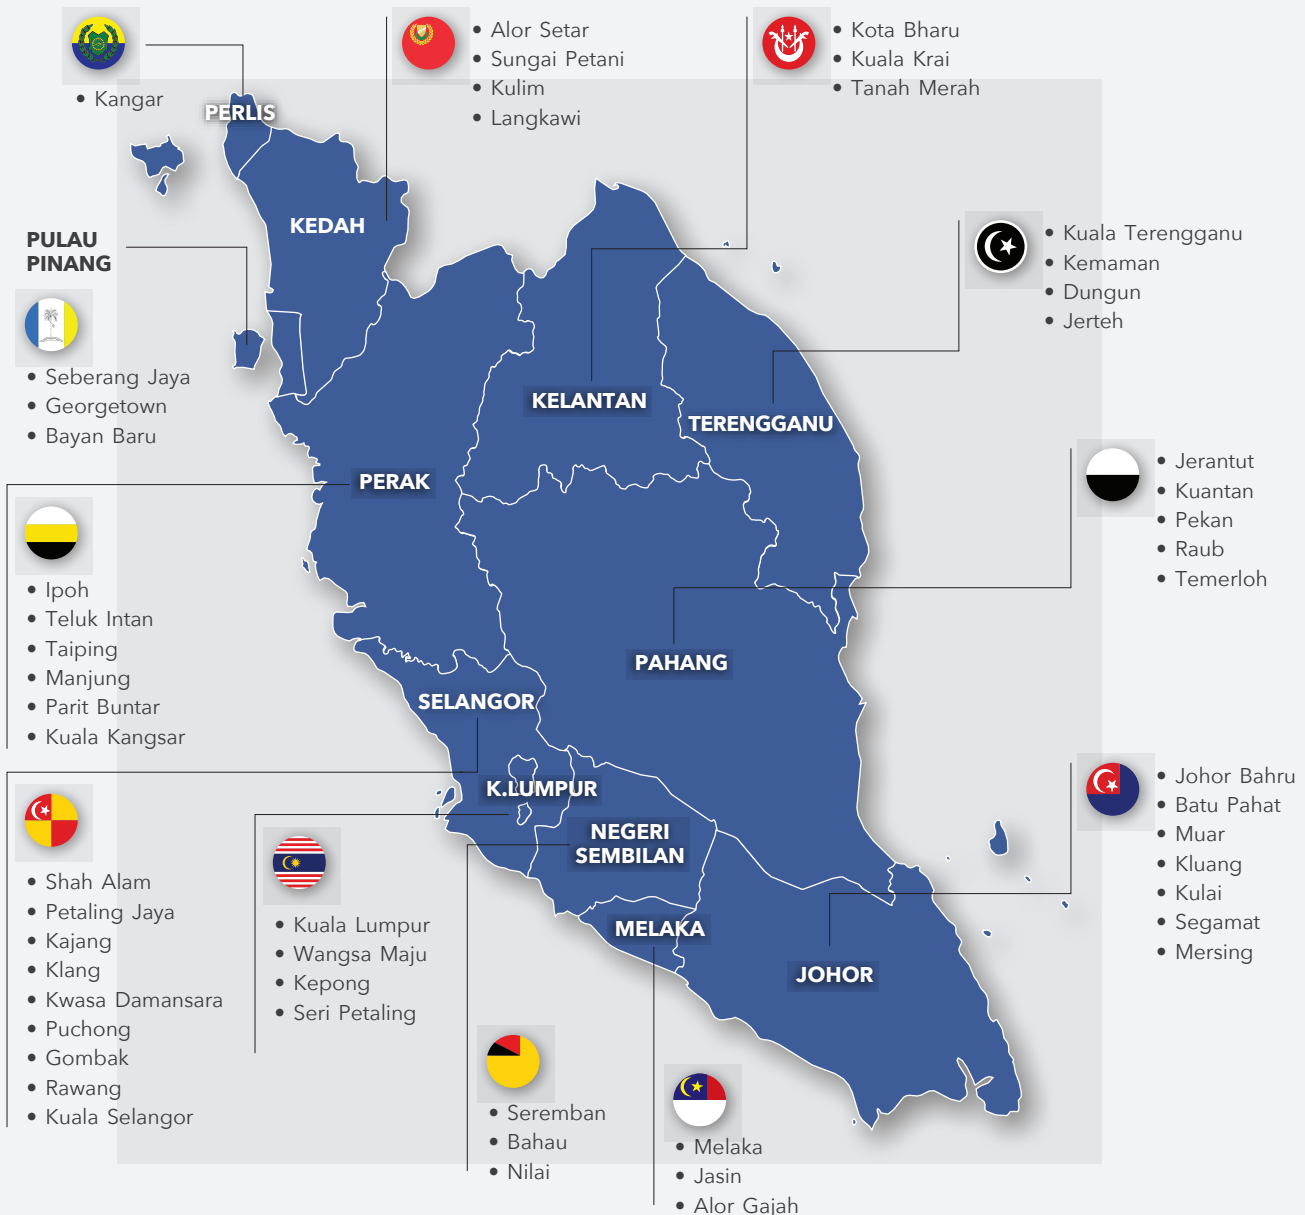 • Kangar
PERLIS
• Alor Setar
• Sungai Petani
• Kulim
• Langkawi
• Kota Bharu
• Kuala Krai
• Tanah Merah
KEDAH
PULAU
PINANG
• Seberang Jaya
• Georgetown
• Bayan Baru
• Kuala Terengganu
• Kemaman
• Dungun
• Jerteh
KELANTAN
TERENGGANU
PERAK
• Ipoh
• Teluk Intan
• Taiping
• Manjung
• Parit Buntar
• Kuala Kangsar
• Jerantut
• Kuantan
• Pekan
• Raub
• Temerloh
PAHANG
SELANGOR
K.LUMPUR
NEGERI
SEMBILAN
MELAKA
JOHOR
• Johor Bahru
• Batu Pahat
• Muar
• Kluang
• Kulai
• Segamat
• Mersing
• Shah Alam
• Petaling Jaya
• Kajang
• Klang
• Kwasa Damansara
• Puchong
• Gombak
• Rawang
• Kuala Selangor
• Kuala Lumpur
• Wangsa Maju
• Kepong
• Seri Petaling
• Seremban
• Bahau
• Nilai
• Melaka
• Jasin
• Alor Gajah